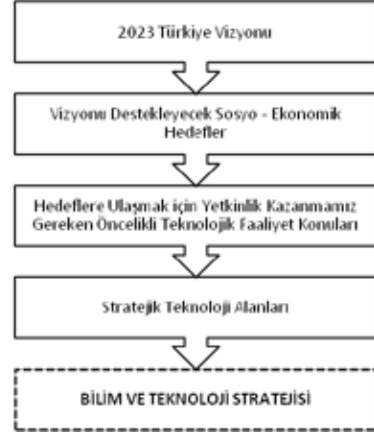 2023 Türkiye Vizyonu
Vizyonu Destekleyecek Sosyo - Ekonomik
Hedefler
Hedeflere Ulaşmak için Yetkinlik Kazanmamız
Gereken Öncelikli Teknolojik Faaliyet Konuları
Stratejik Teknoloji Alanları
BİLİM VE TEKNOLOJİ STRATEJİSİ